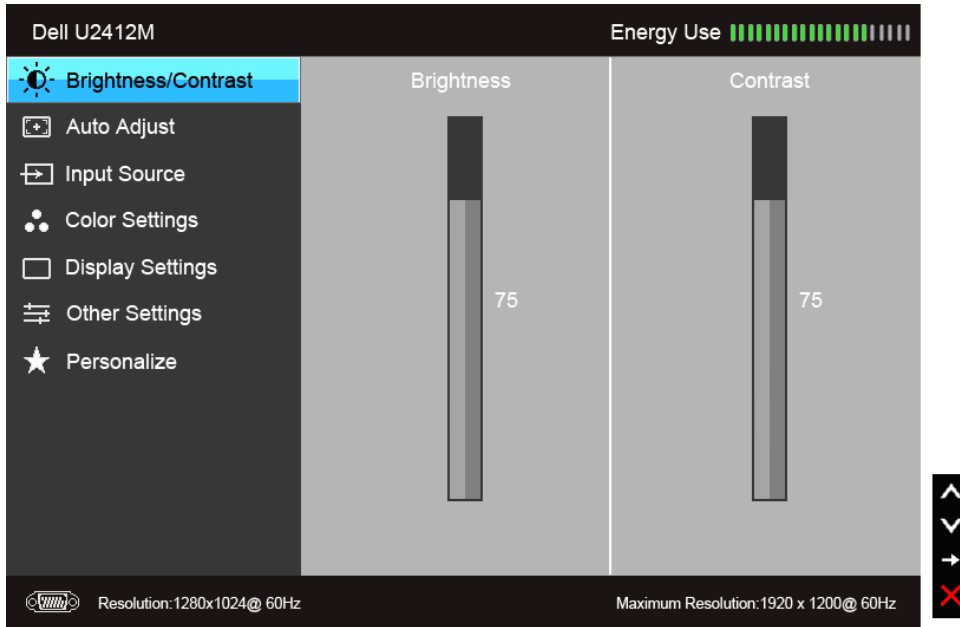 Dell U2412M
Energy Use
Brightness/Contrast
Auto Adjust
Input Source
Color Settings
Display Settings
Other Settings
Personalize
Brightness
Contrast
75
75
Resolution:1280x1024@ 60Hz
Maximum Resolution:1920 x 1200@ 60Hz